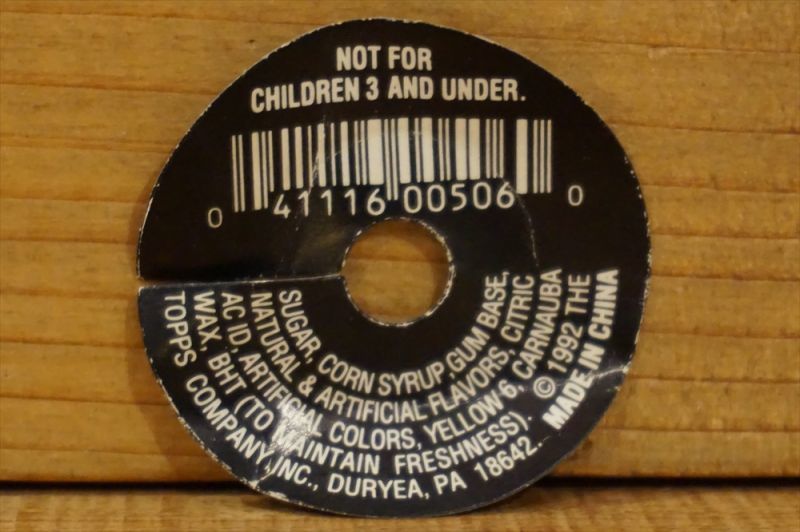 NOT FOR
CHILDREN 3 AND UNDER.
0 41116 00506 0
SUGAR, CORN SYRUP, GUM BASE,
NATURAL & ARTIFICIAL FLAVORS, CITRIC
ACID, ARTIFICIAL COLORS, YELLOW 6, CARNAUBA
WAX, BHT (TO MAINTAIN FRESHNESS). © 1992 THE
TOPPS COMPANY, INC., DURYEA, PA 18642. MADE IN CHINA